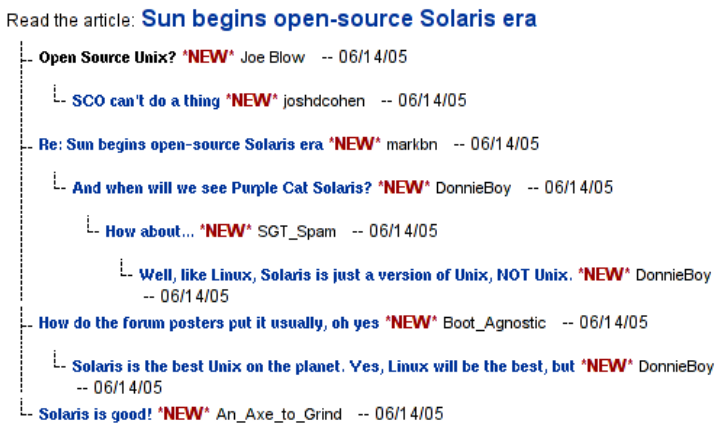 Read the article: Sun begins open-source Solaris era
Open Source Unix? *NEW* Joe Blow -- 06/14/05
SCO can't do a thing *NEW* joshdcohen -- 06/14/05
Re: Sun begins open-source Solaris era *NEW* markbn -- 06/14/05
And when will we see Purple Cat Solaris? *NEW* DonnieBoy -- 06/14/05
How about... *NEW* SGT_Spam -- 06/14/05
Well, like Linux, Solaris is just a version of Unix, NOT Unix. *NEW* DonnieBoy
-- 06/14/05
How do the forum posters put it usually, oh yes *NEW* Boot_Agnostic -- 06/14/05
Solaris is the best Unix on the planet. Yes, Linux will be the best, but *NEW* DonnieBoy
-- 06/14/05
Solaris is good! *NEW* An_Axe_to_Grind -- 06/14/05